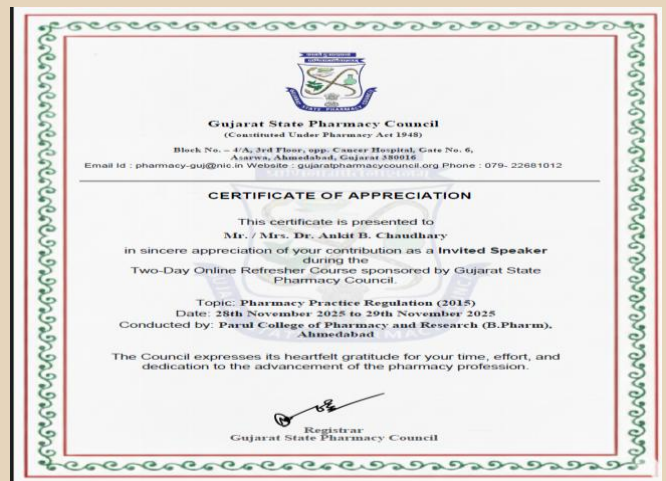 Gujarat State Pharmacy Council
(Constituted Under Pharmacy Act 1948)
Block No. – 4/A, 3rd Floor, opp. Cancer Hospital, Gate No. 6,
Asarwa, Ahmedabad, Gujarat 380016
Email Id : pharmacy-guj@nic.in Website : gujaratpharmacycouncil.org Phone : 079- 22681012
CERTIFICATE OF APPRECIATION
This certificate is presented to
Mr. / Mrs. Dr. Ankit B. Chaudhary
in sincere appreciation of your contribution as a Invited Speaker
during the
Two-Day Online Refresher Course sponsored by Gujarat State
Pharmacy Council.
Topic: Pharmacy Practice Regulation (2015)
Date: 28th November 2025 to 29th November 2025
Conducted by: Parul College of Pharmacy and Research (B.Pharm),
Ahmedabad
The Council expresses its heartfelt gratitude for your time, effort, and
dedication to the advancement of the pharmacy profession.
Registrar
Gujarat State Pharmacy Council